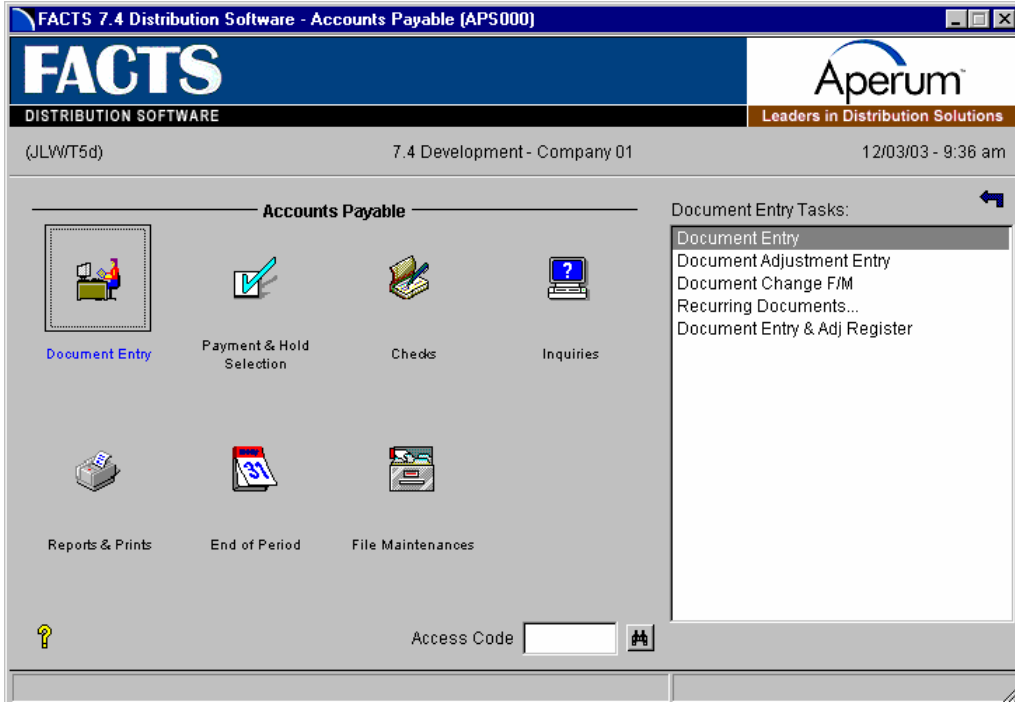 FACTS 7.4 Distribution Software - Accounts Payable (APS000)
FACTS
DISTRIBUTION SOFTWARE
Aperum™
Leaders in Distribution Solutions
(JLW/T5d)
7.4 Development - Company 01
12/03/03 - 9:36 am
Accounts Payable
Document Entry
Payment & Hold
Selection
Checks
?
Inquiries
Reports & Prints
31
End of Period
File Maintenances
?
Access Code
Document Entry Tasks:
Document Entry
Document Adjustment Entry
Document Change F/M
Recurring Documents...
Document Entry & Adj Register